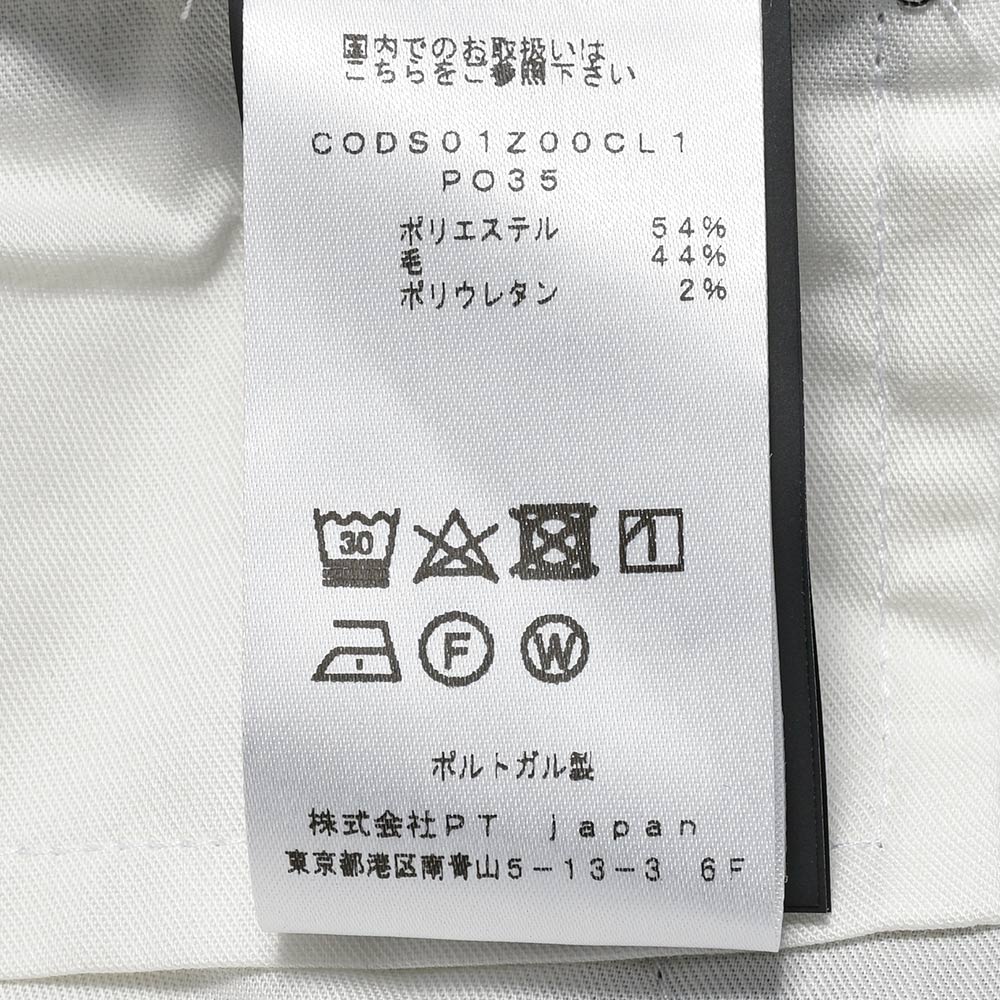 国内でのお取扱いは
こちらをご参照下さい
CODS01Z00CL1
PO35
ポリエステル 54%
毛 44%
ポリウレタン 2%
30
F W
ポルトガル製
株式会社PT japan
東京都港区南青山5-13-3 6F